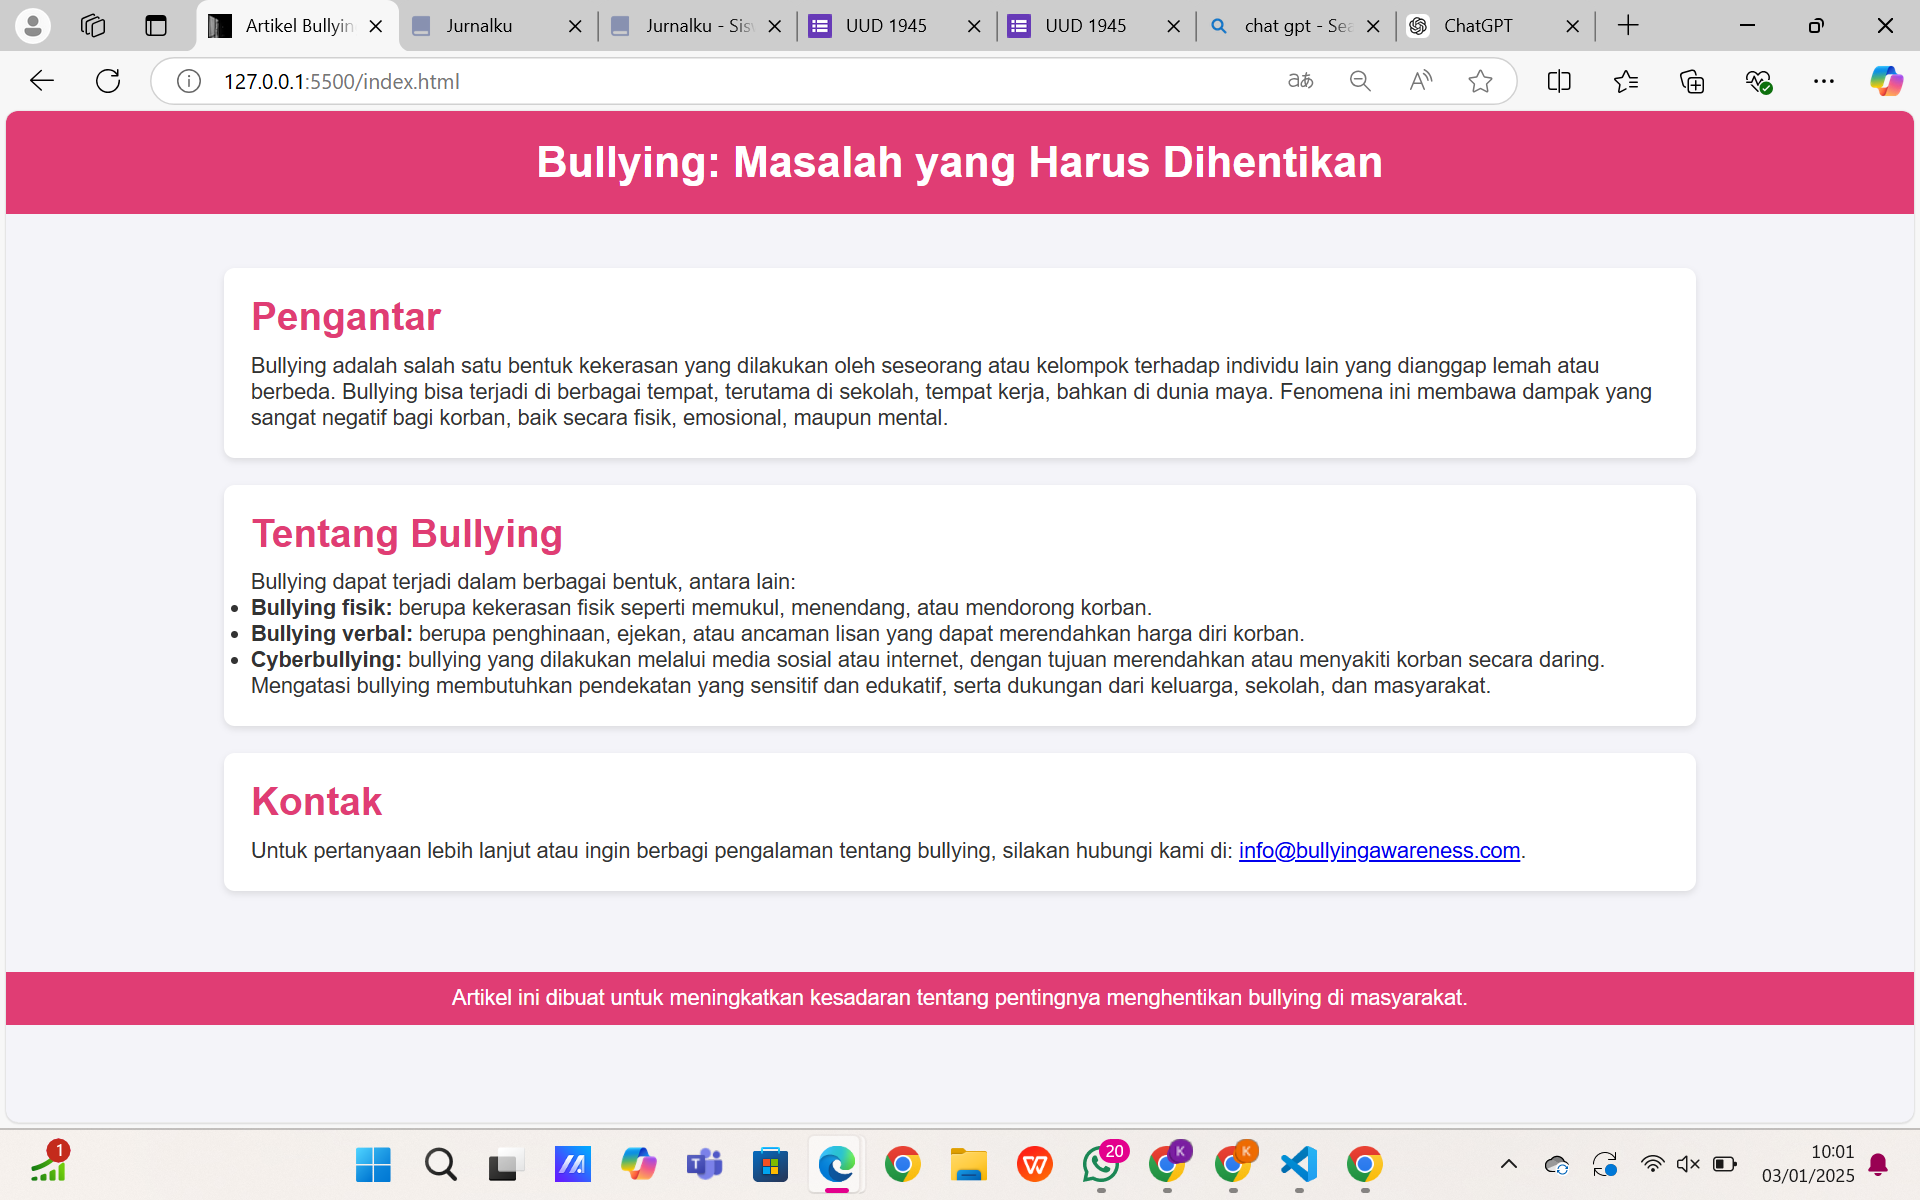 Artikel Bullyin
Jurnalku
Jurnalku - Sis
UUD 1945
UUD 1945
chat gpt - Sea
ChatGPT
127.0.0.1:5500/index.html
Bullying: Masalah yang Harus Dihentikan
Pengantar
Bullying adalah salah satu bentuk kekerasan yang dilakukan oleh seseorang atau kelompok terhadap individu lain yang dianggap lemah atau
berbeda. Bullying bisa terjadi di berbagai tempat, terutama di sekolah, tempat kerja, bahkan di dunia maya. Fenomena ini membawa dampak yang
sangat negatif bagi korban, baik secara fisik, emosional, maupun mental.
Tentang Bullying
Bullying dapat terjadi dalam berbagai bentuk, antara lain:
• Bullying fisik: berupa kekerasan fisik seperti memukul, menendang, atau mendorong korban.
• Bullying verbal: berupa penghinaan, ejekan, atau ancaman lisan yang dapat merendahkan harga diri korban.
• Cyberbullying: bullying yang dilakukan melalui media sosial atau internet, dengan tujuan merendahkan atau menyakiti korban secara daring.
Mengatasi bullying membutuhkan pendekatan yang sensitif dan edukatif, serta dukungan dari keluarga, sekolah, dan masyarakat.
Kontak
Untuk pertanyaan lebih lanjut atau ingin berbagi pengalaman tentang bullying, silakan hubungi kami di: info@bullyingawareness.com.
Artikel ini dibuat untuk meningkatkan kesadaran tentang pentingnya menghentikan bullying di masyarakat.
1
20
K
K
10:01
03/01/2025